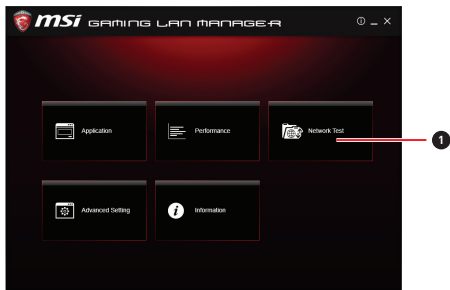 msi GAMING LAN MANAGER
Application
Performance
Network Test
1
Advanced Setting
i Information